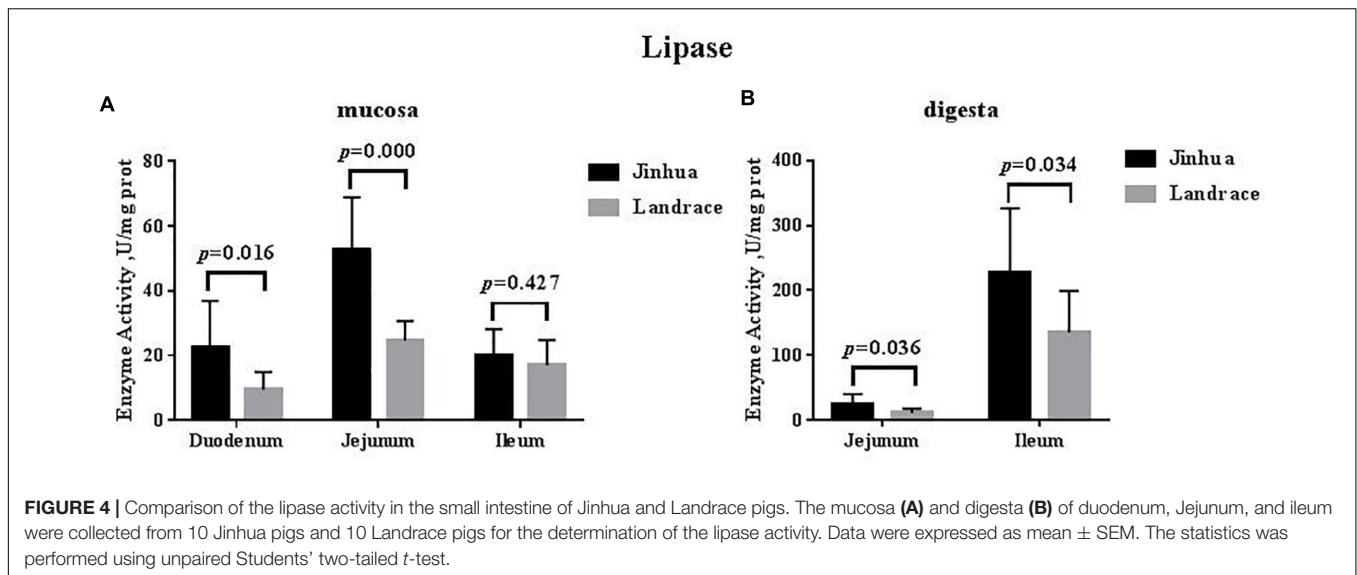 Lipase
A
mucosa
Enzyme Activity ,U/mg prot
80
60
40
20
0
p=0.016
p=0.000
p=0.427
Duodenum
Jejunum
Ileum
Jinhua
Landrace
B
digesta
Enzyme Activity ,U/mg prot
400
300
200
100
0
p=0.036
p=0.034
Jejunum
Ileum
Jinhua
Landrace
FIGURE 4 | Comparison of the lipase activity in the small intestine of Jinhua and Landrace pigs. The mucosa (A) and digesta (B) of duodenum, Jejunum, and ileum
were collected from 10 Jinhua pigs and 10 Landrace pigs for the determination of the lipase activity. Data were expressed as mean ± SEM. The statistics was
performed using unpaired Students' two-tailed t-test.